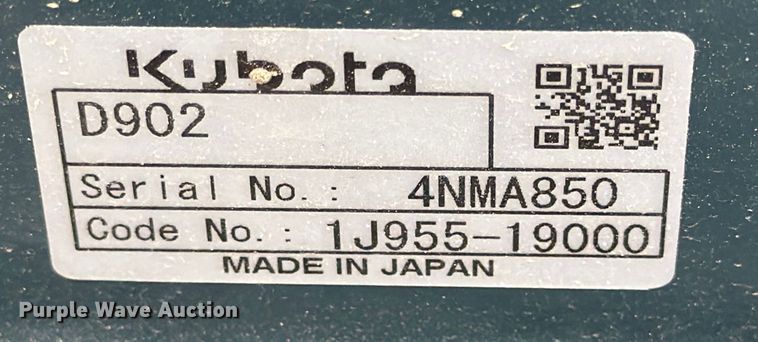 Kubota
D902
Serial No.: 4NMA850
Code No.: 1J955-19000
MADE IN JAPAN
Purple Wave Auction